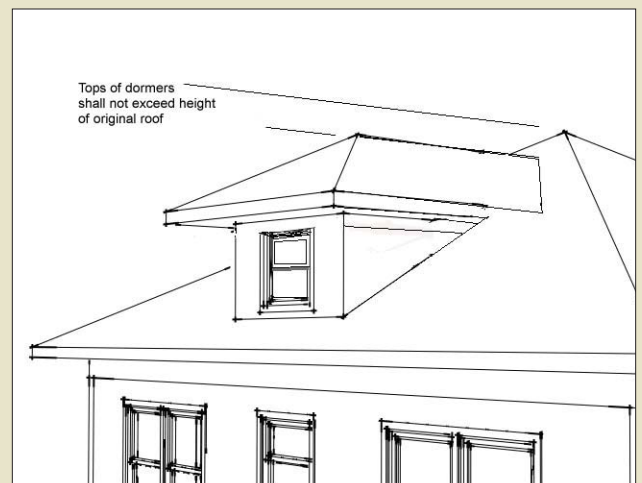 Tops of dormers
shall not exceed height
of original roof